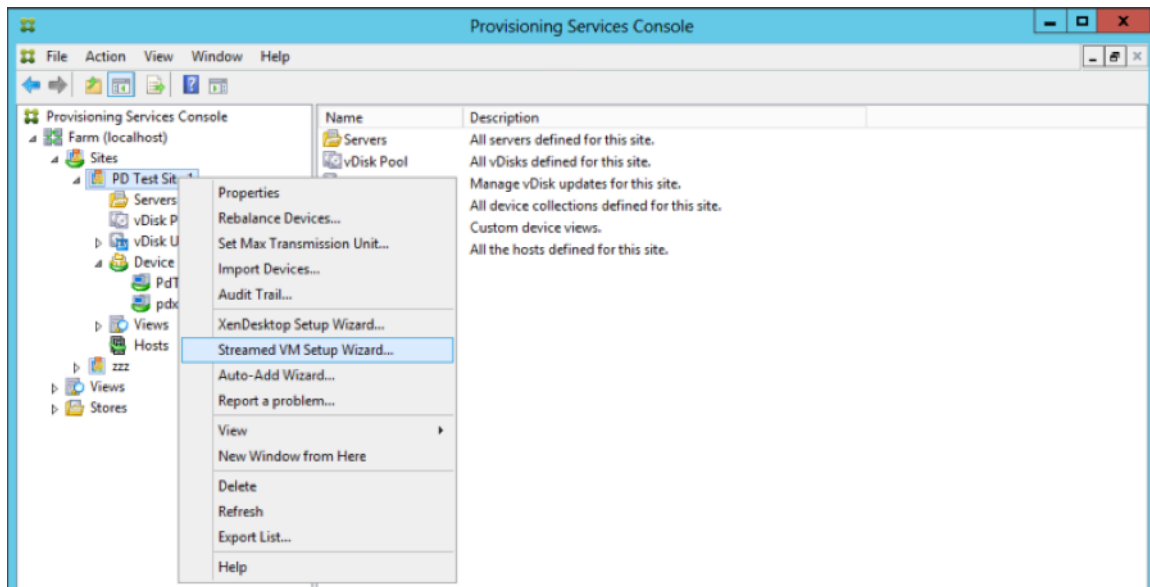 Provisioning Services Console
File Action View Window Help
Provisioning Services Console
Farm (localhost)
Sites
PD Test Sit
Servers
vDisk P
vDisk U
Device
PdT
pdx
Views
Hosts
zzz
Views
Stores
Properties
Rebalance Devices...
Set Max Transmission Unit...
Import Devices...
Audit Trail...
XenDesktop Setup Wizard...
Streamed VM Setup Wizard...
Auto-Add Wizard...
Report a problem...
View
New Window from Here
Delete
Refresh
Export List...
Help
Name Description
Servers All servers defined for this site.
vDisk Pool All vDisks defined for this site.
Manage vDisk updates for this site.
All device collections defined for this site.
Custom device views.
All the hosts defined for this site.